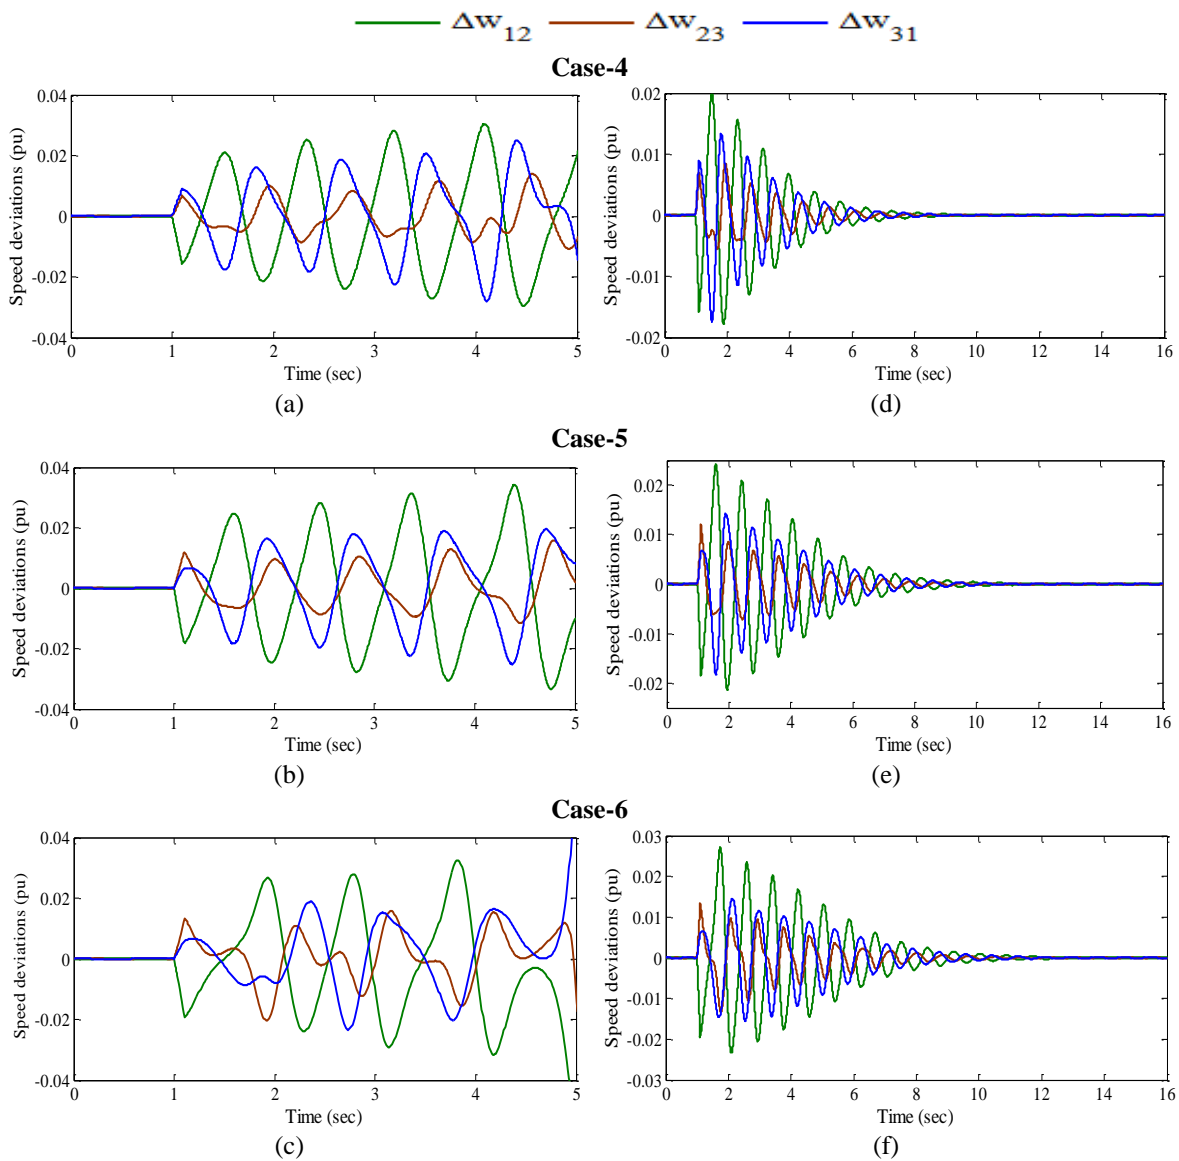 Δw12 Δw23 Δw31
Case-4
0.04
0.02
0
-0.02
-0.04
Speed deviations (pu)
0 1 2 3 4 5
Time (sec)
(a)
0.02
0.01
0
-0.01
-0.02
Speed deviations (pu)
0 2 4 6 8 10 12 14 16
Time (sec)
(d)
Case-5
0.04
0.02
0
-0.02
-0.04
Speed deviations (pu)
0 1 2 3 4 5
Time (sec)
(b)
0.02
0.01
0
-0.01
-0.02
Speed deviations (pu)
0 2 4 6 8 10 12 14 16
Time (sec)
(e)
Case-6
0.04
0.02
0
-0.02
-0.04
Speed deviations (pu)
0 1 2 3 4 5
Time (sec)
(c)
0.03
0.02
0.01
0
-0.01
-0.02
-0.03
Speed deviations (pu)
0 2 4 6 8 10 12 14 16
Time (sec)
(f)